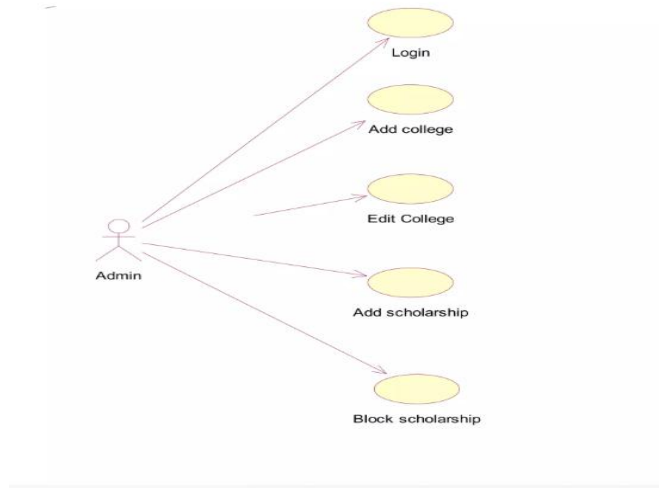 Login
Add college
Edit College
Admin
Add scholarship
Block scholarship